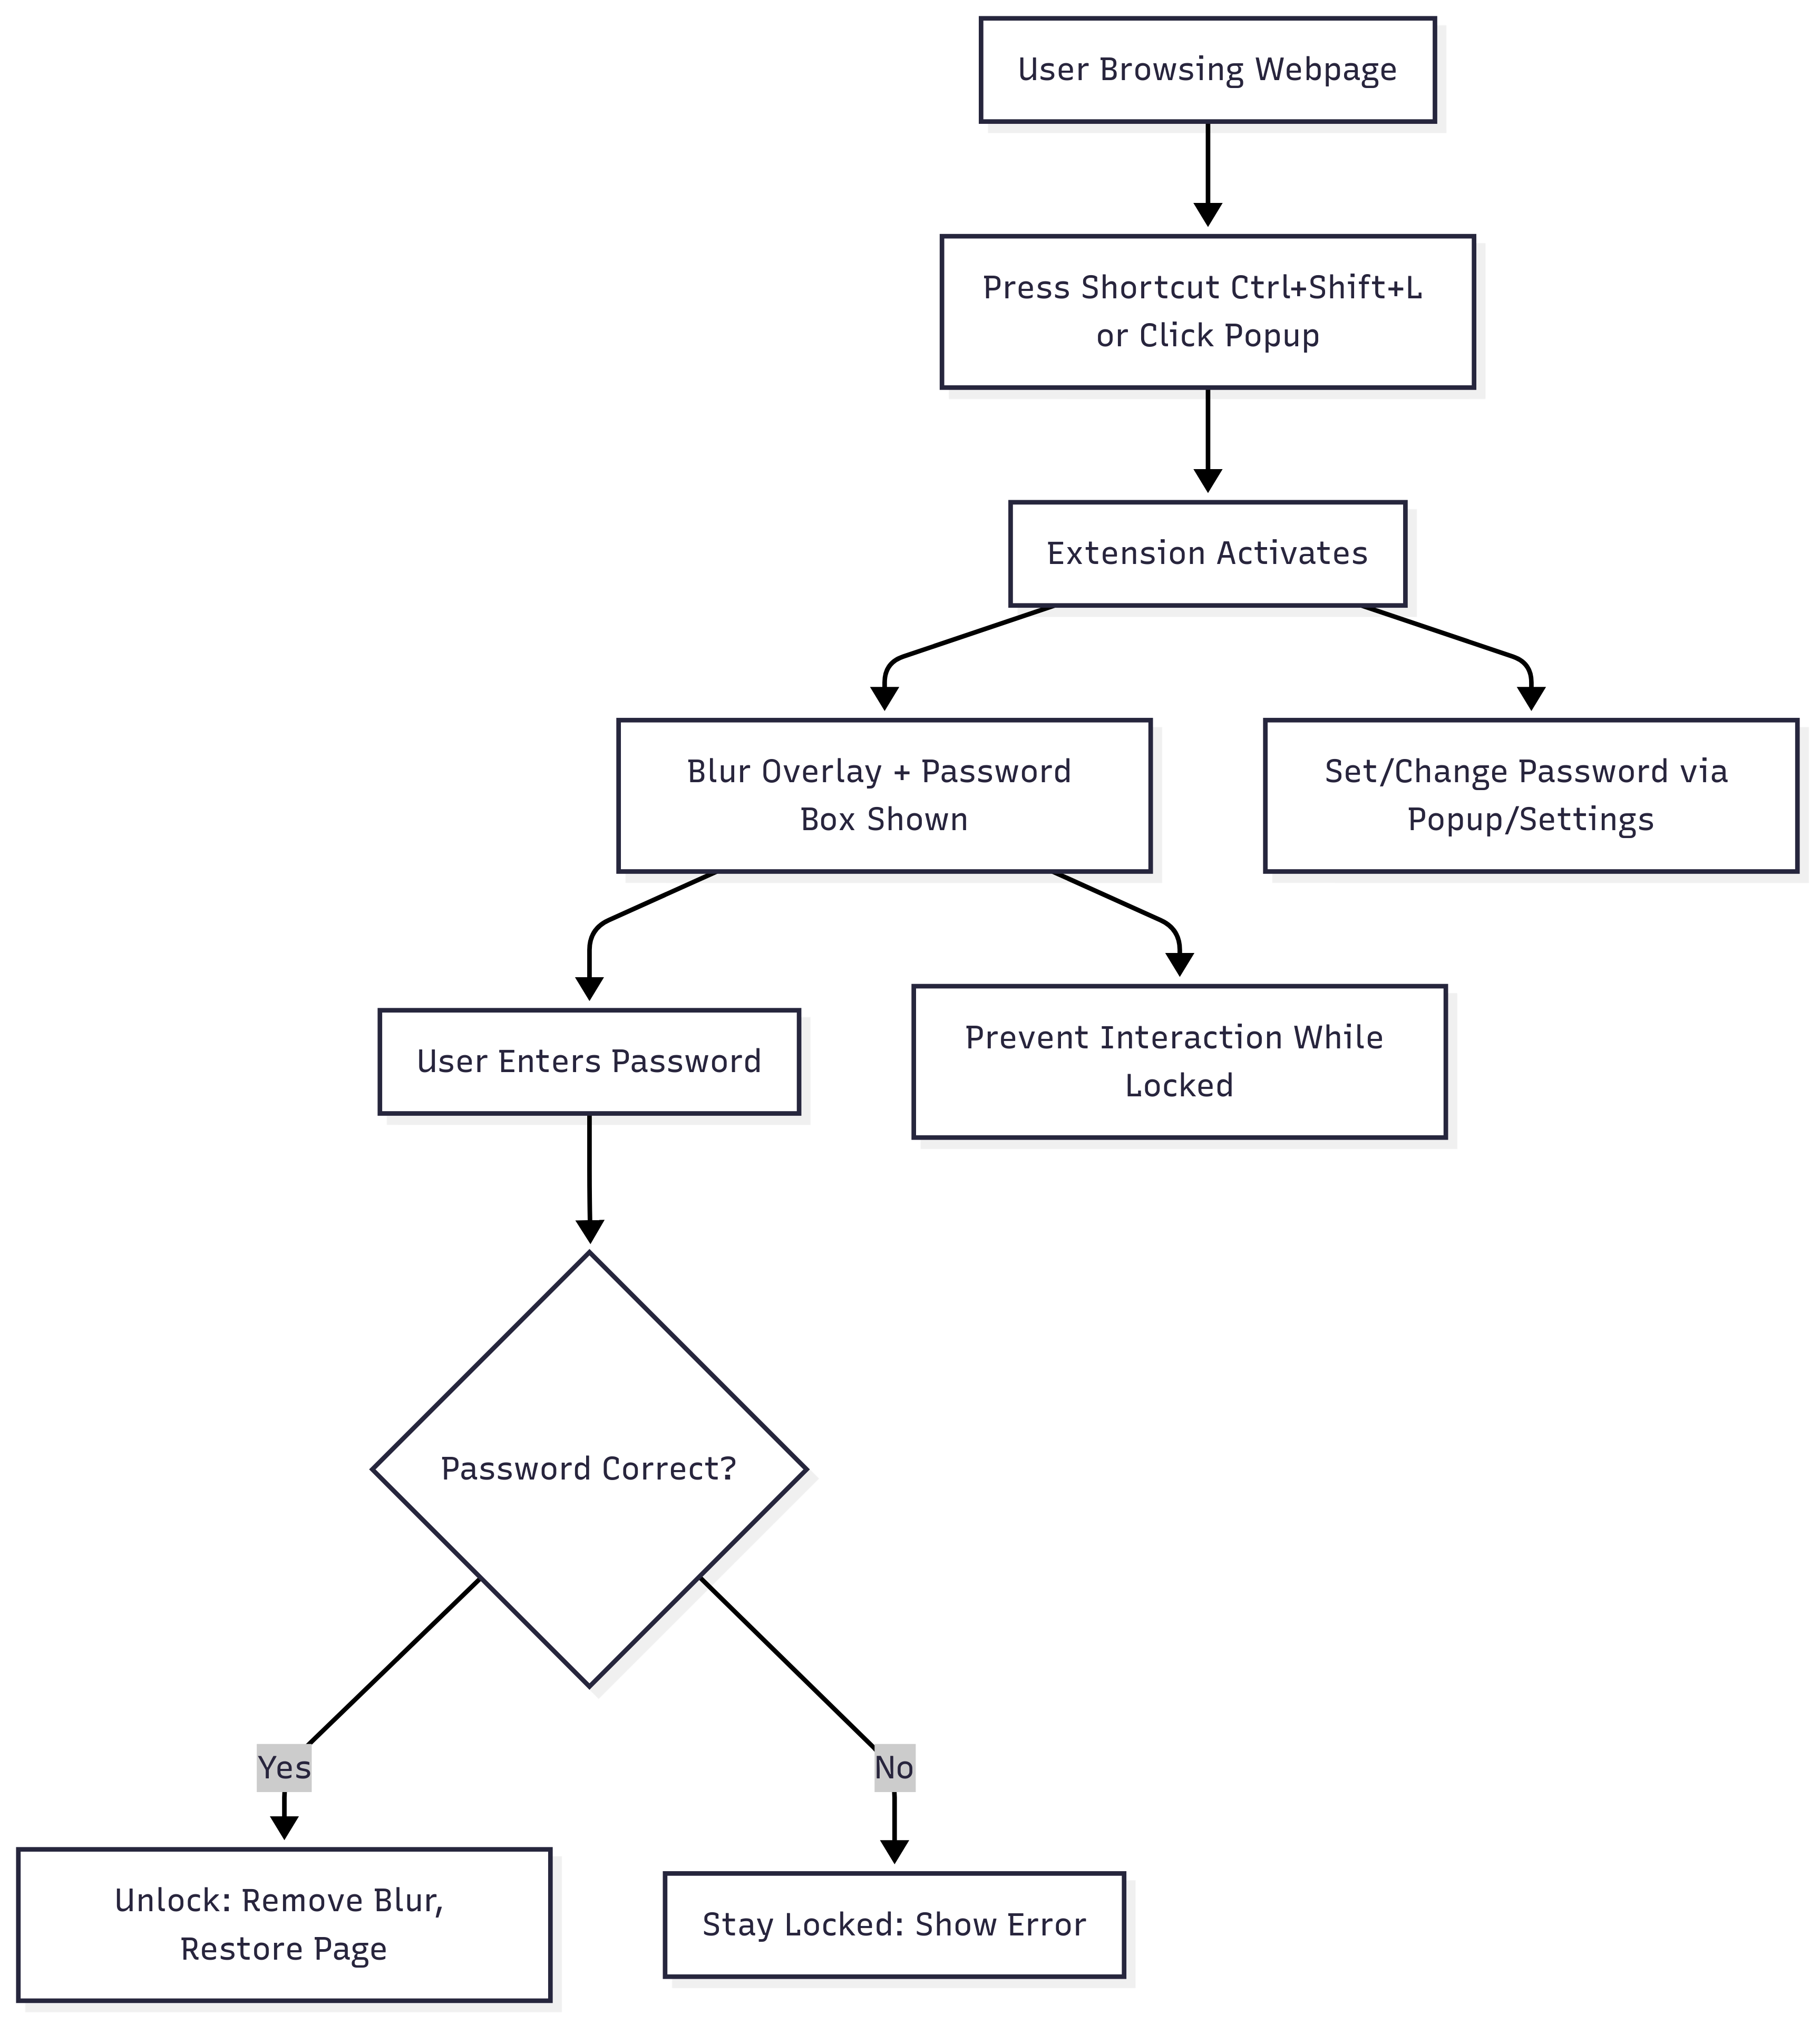 User Browsing Webpage
Press Shortcut Ctrl+Shift+L
or Click Popup
Extension Activates
Blur Overlay + Password
Box Shown
Set/Change Password via
Popup/Settings
User Enters Password
Prevent Interaction While
Locked
Password Correct?
Yes
No
Unlock: Remove Blur,
Restore Page
Stay Locked: Show Error